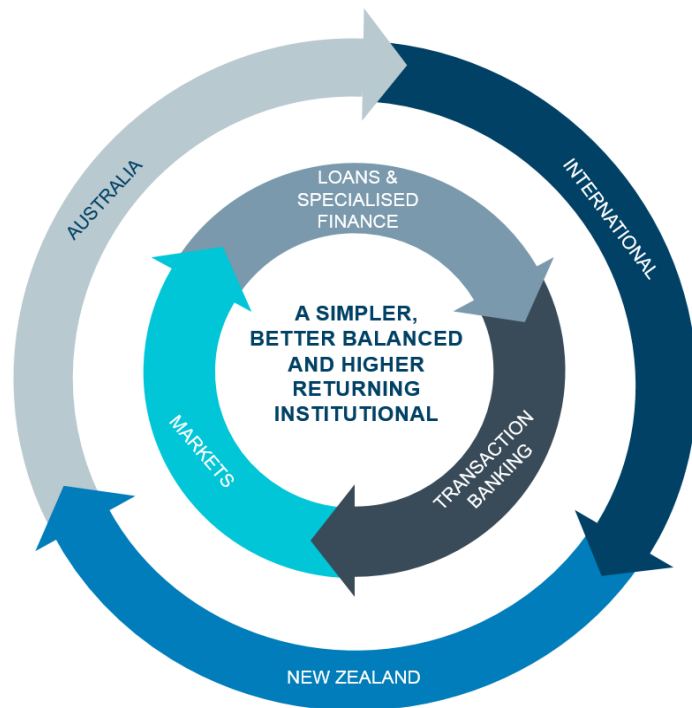 AUSTRALIA
INTERNATIONAL
NEW ZEALAND
LOANS &
SPECIALISED
FINANCE
TRANSACTION
BANKING
MARKETS
A SIMPLER,
BETTER BALANCED
AND HIGHER
RETURNING
INSTITUTIONAL